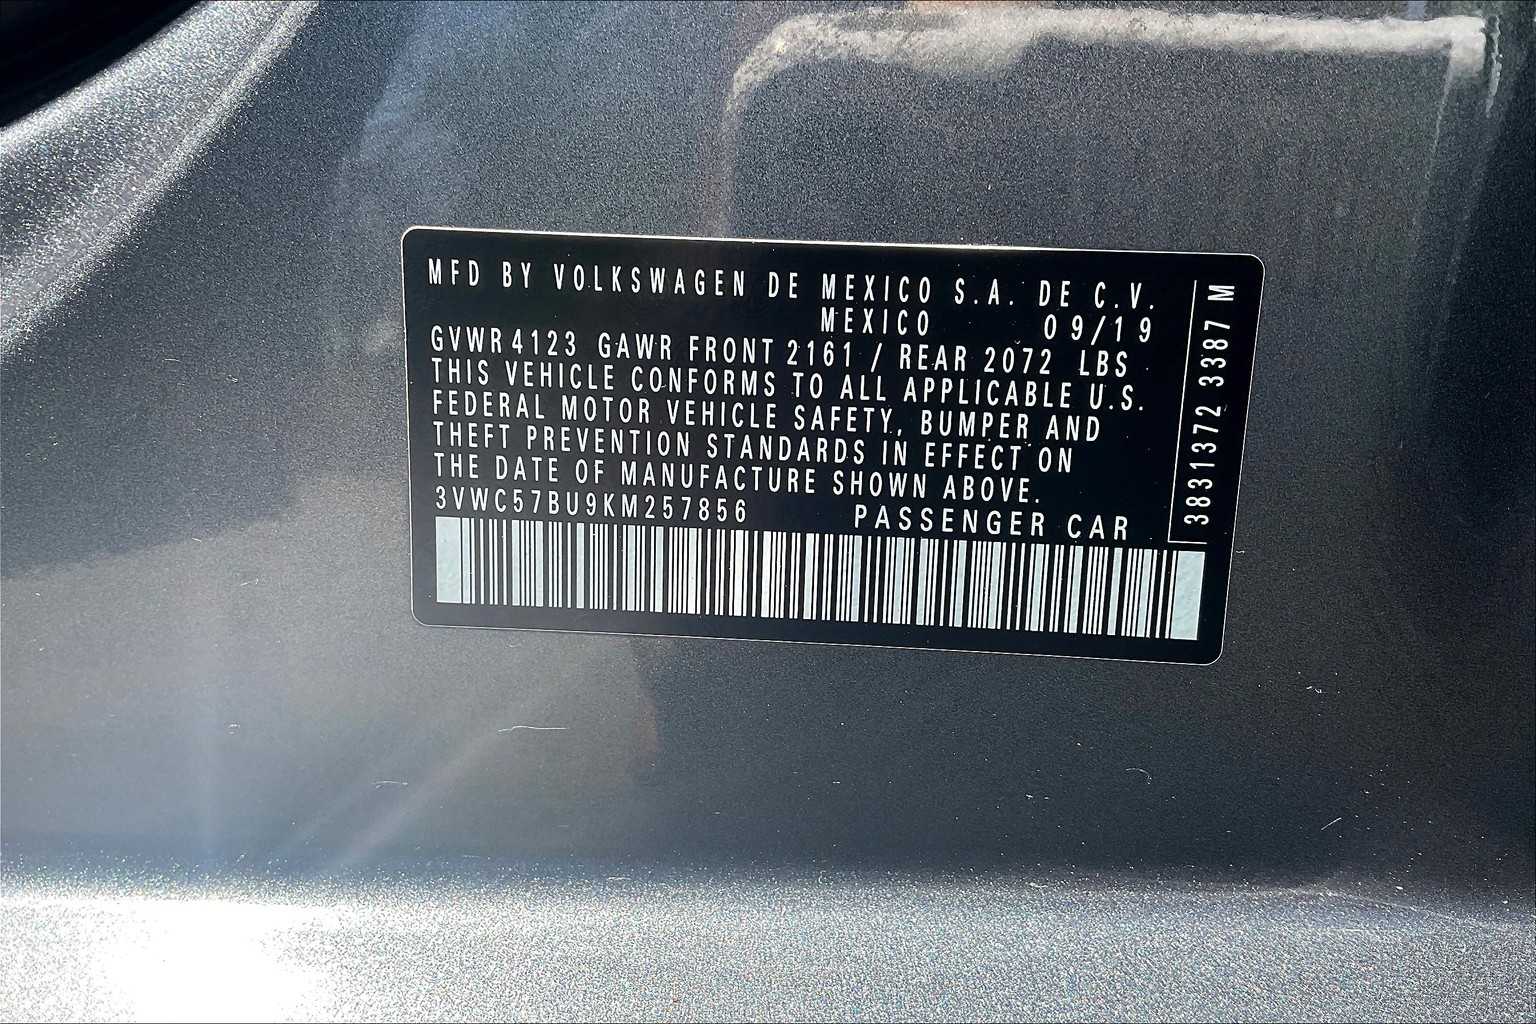 MFD BY VOLKSWAGEN DE MEXICO S.A. DE C.V.
MEXICO 09/19
GVWR 4123 GAWR FRONT 2161 / REAR 2072 LBS
THIS VEHICLE CONFORMS TO ALL APPLICABLE U.S.
FEDERAL MOTOR VEHICLE SAFETY, BUMPER AND
THEFT PREVENTION STANDARDS IN EFFECT ON
THE DATE OF MANUFACTURE SHOWN ABOVE.
3VWC57BU9KM257856 PASSENGER CAR
3831372 3387 M